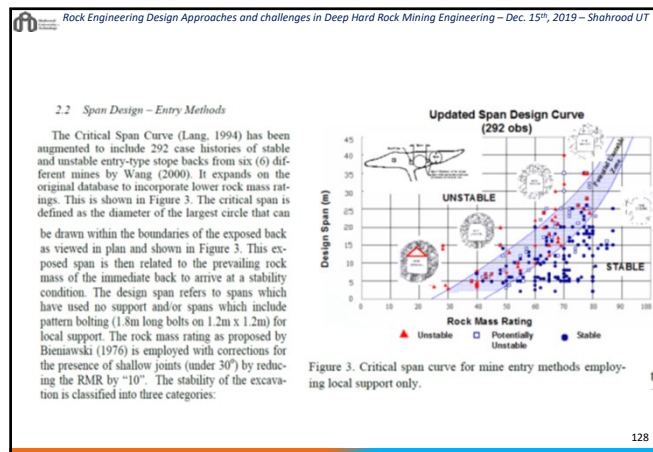 Rock Engineering Design Approaches and challenges in Deep Hard Rock Mining Engineering – Dec. 15th, 2019 – Shahrood UT
2.2 Span Design – Entry Methods
The Critical Span Curve (Lang, 1994) has been
augmented to include 292 case histories of stable
and unstable entry-type stope backs from six (6) dif-
ferent mines by Wang (2000). It expands on the
original database to incorporate lower rock mass rat-
ings. This is shown in Figure 3. The critical span is
defined as the diameter of the largest circle that can
be drawn within the boundaries of the exposed back
as viewed in plan and shown in Figure 3. This ex-
posed span is then related to the prevailing rock
mass of the immediate back to arrive at a stability
condition. The design span refers to spans which
have used no support and/or spans which include
pattern bolting (1.8m long bolts on 1.2m x 1.2m) for
local support. The rock mass rating as proposed by
Bieniawski (1976) is employed with corrections for
the presence of shallow joints (under 30°) by reduc-
ing the RMR by “10”. The stability of the excava-
tion is classified into three categories:
Updated Span Design Curve
(292 obs)
Design Span (m)
45
40
35
30
25
20
15
10
5
0
UNSTABLE
Potential Unstable
Zone
STABLE
0 10 20 30 40 50 60 70 80 90 100
Rock Mass Rating
Unstable
Potentially
Unstable
Stable
Figure 3. Critical span curve for mine entry methods employ-
ing local support only.
128